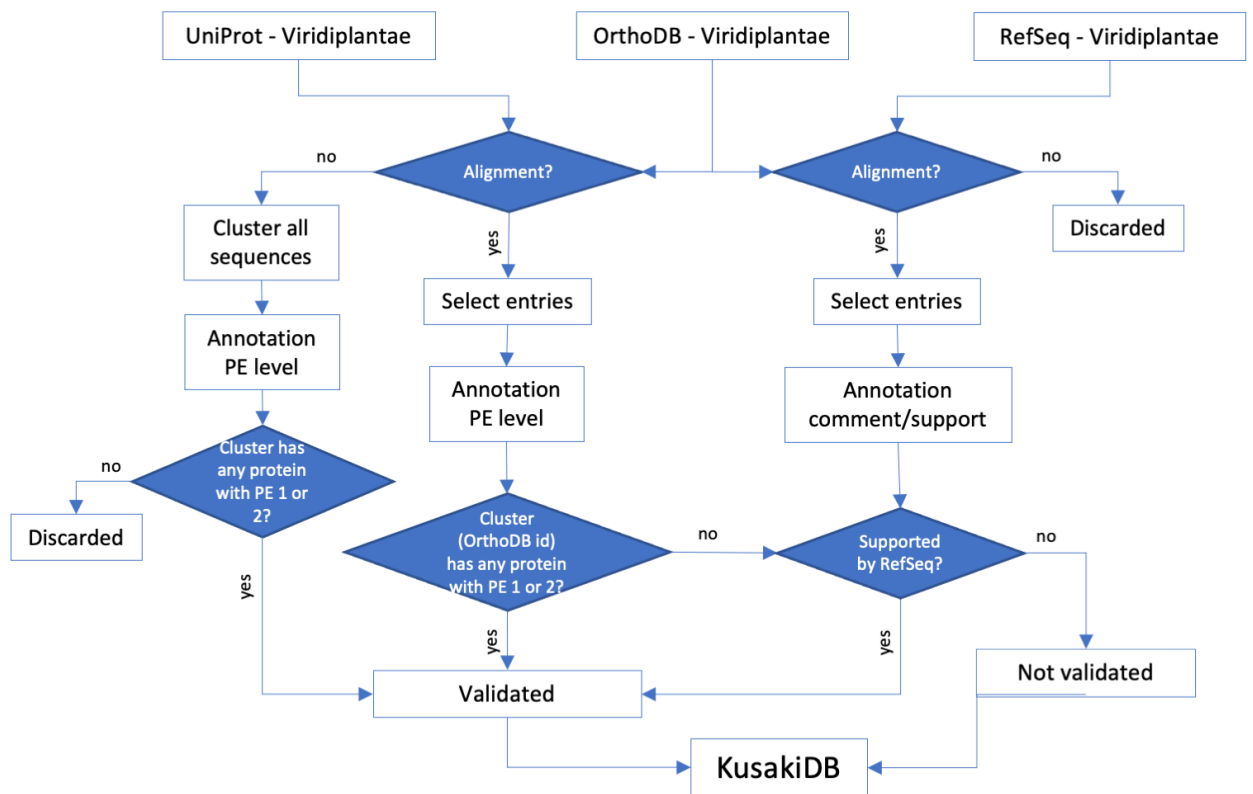 UniProt - Viridiplantae
OrthoDB - Viridiplantae
RefSeq - Viridiplantae
no
Alignment?
Alignment?
no
Cluster all
sequences
yes
yes
Discarded
Select entries
Select entries
Annotation
PE level
Annotation
PE level
Annotation
comment/support
Cluster has
any protein
with PE 1 or
2?
no
Discarded
Cluster
(OrthoDB id)
has any protein
with PE 1 or 2?
no
Supported
by RefSeq?
no
yes
yes
yes
Validated
Not validated
KusakiDB